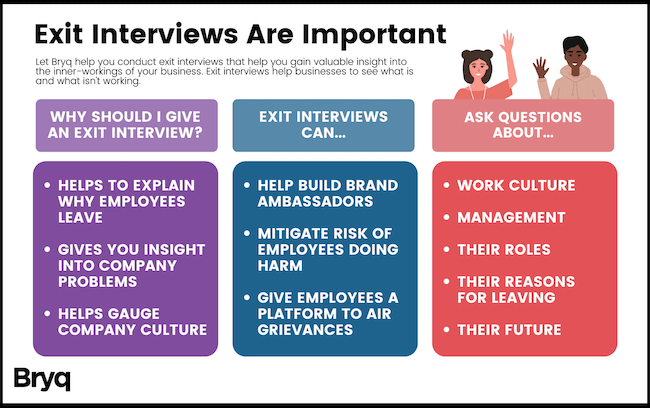 Exit Interviews Are Important
Let Bryq help you conduct exit interviews that help you gain valuable insight into
the inner-workings of your business. Exit interviews help businesses to see what is
and what isn't working.
WHY SHOULD I GIVE
AN EXIT INTERVIEW?
• HELPS TO EXPLAIN
WHY EMPLOYEES
LEAVE
• GIVES YOU INSIGHT
INTO COMPANY
PROBLEMS
• HELPS GAUGE
COMPANY CULTURE
EXIT INTERVIEWS
CAN...
• HELP BUILD BRAND
AMBASSADORS
• MITIGATE RISK OF
EMPLOYEES DOING
HARM
• GIVE EMPLOYEES A
PLATFORM TO AIR
GRIEVANCES
ASK QUESTIONS
ABOUT...
• WORK CULTURE
• MANAGEMENT
• THEIR ROLES
• THEIR REASONS
FOR LEAVING
• THEIR FUTURE
Bryq